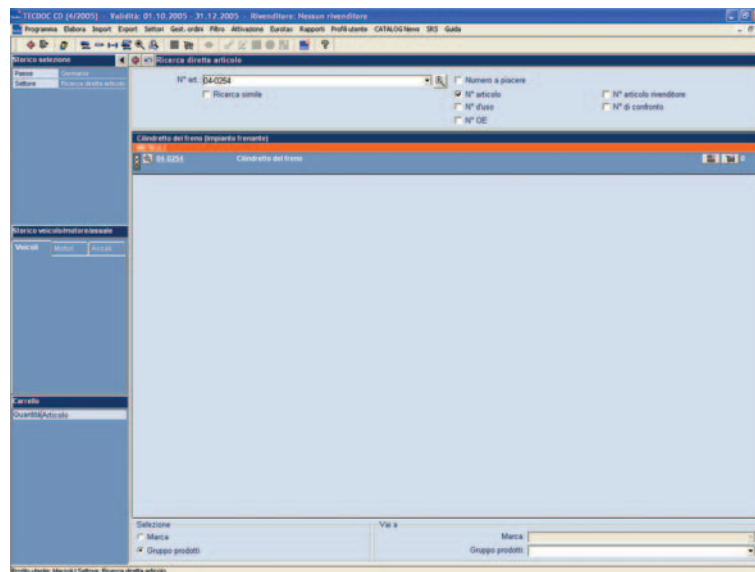 TECDOC CD (4/2005) - Validità: 01.10.2005 - 31.12.2005 - Rivenditore: Nessun rivenditore
Programma Elabora Import Export Settori Gest. ordini Filtro Attivazione Eurotax Rapporti Profili utente CATALOG News SRS Guida
Storico selezione
Paese Germania
Settore Ricerca diretta articolo
Ricerca diretta articolo
N° art. 04-0254
Ricerca simile
Numero a piacere
N° articolo
N° d'uso
N° OE
N° articolo rivenditore
N° di confronto
Cilindretto del freno (Impianto frenante)
04.0254 Cilindretto del freno 0
Storico veicolo/motore/assale
Veicoli Motori Assali
Carrello
Quantità Articolo
Selezione
Marca
Gruppo prodotti
Vai a
Marca
Gruppo prodotti